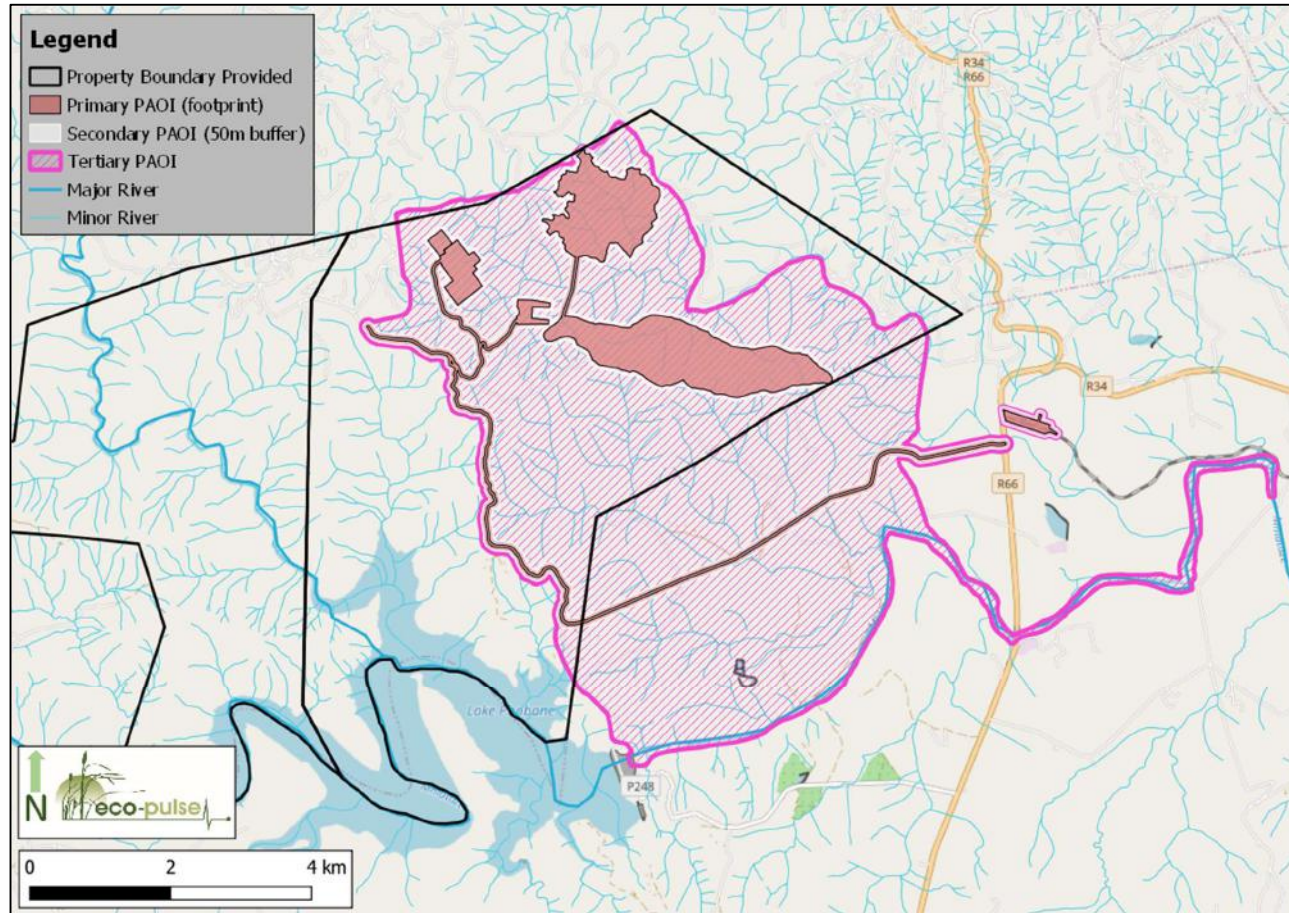 Legend
Property Boundary Provided
Primary PAOI (footprint)
Secondary PAOI (50m buffer)
Tertiary PAOI
Major River
Minor River
R34
R66
R34
R66
P248
N
eco-pulse
0 2 4 km